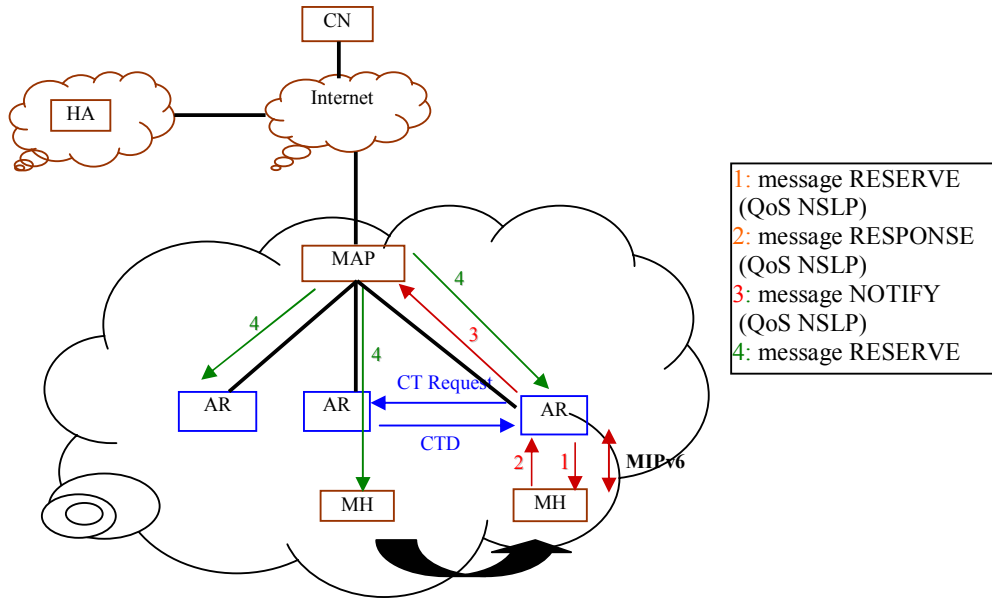 CN
Internet
HA
1: message RESERVE
(QoS NSLP)
2: message RESPONSE
(QoS NSLP)
3: message NOTIFY
(QoS NSLP)
4: message RESERVE
MAP
4
4
3
4
CT Request
AR
AR
AR
CTD
2
1
MIPv6
MH
MH